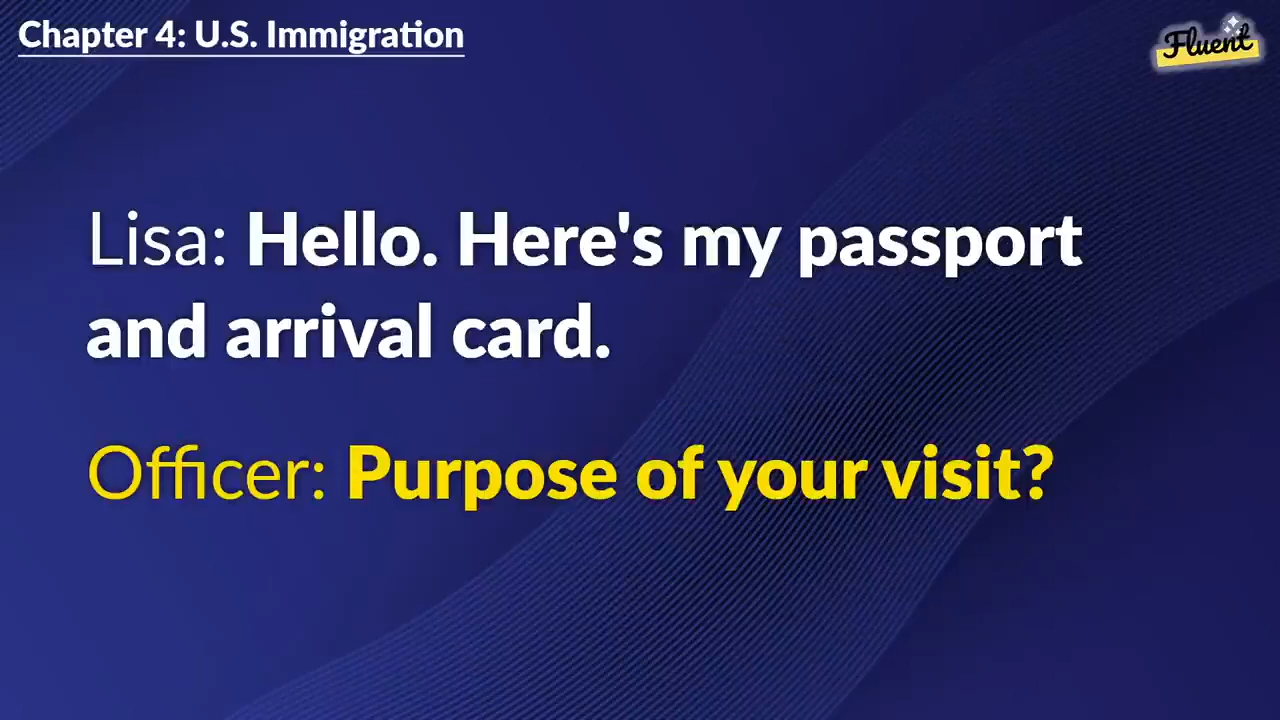 Chapter 4: U.S. Immigration
Fluent
Lisa: Hello. Here's my passport
and arrival card.
Officer: Purpose of your visit?